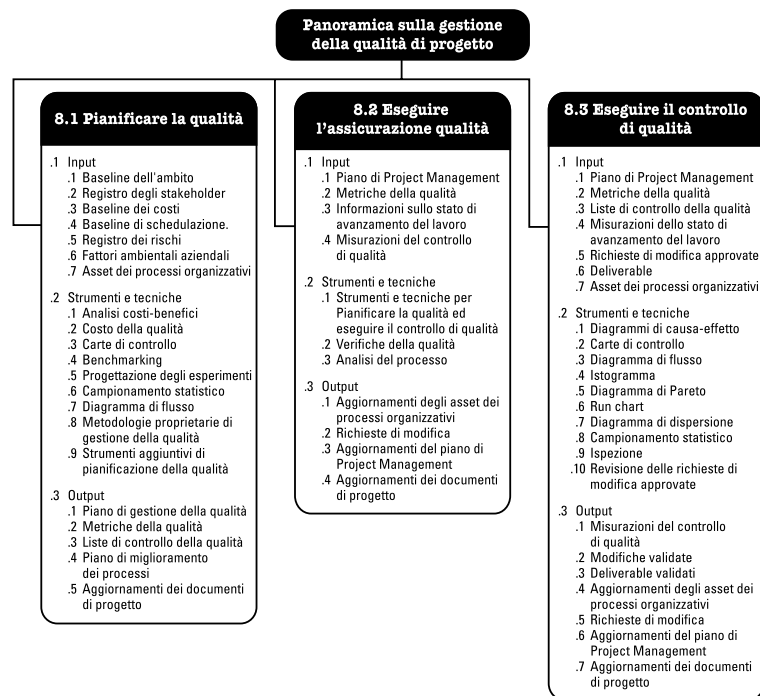 Panoramica sulla gestione
della qualità di progetto
8.1 Pianificare la qualità
.1 Input
.1 Baseline dell'ambito
.2 Registro degli stakeholder
.3 Baseline dei costi
.4 Baseline di schedulazione.
.5 Registro dei rischi
.6 Fattori ambientali aziendali
.7 Asset dei processi organizzativi
.2 Strumenti e tecniche
.1 Analisi costi-benefici
.2 Costo della qualità
.3 Carte di controllo
.4 Benchmarking
.5 Progettazione degli esperimenti
.6 Campionamento statistico
.7 Diagramma di flusso
.8 Metodologie proprietarie di
gestione della qualità
.9 Strumenti aggiuntivi di
pianificazione della qualità
.3 Output
.1 Piano di gestione della qualità
.2 Metriche della qualità
.3 Liste di controllo della qualità
.4 Piano di miglioramento
dei processi
.5 Aggiornamenti dei documenti
di progetto
8.2 Eseguire
l'assicurazione qualità
.1 Input
.1 Piano di Project Management
.2 Metriche della qualità
.3 Informazioni sullo stato di
avanzamento del lavoro
.4 Misurazioni del controllo
di qualità
.2 Strumenti e tecniche
.1 Strumenti e tecniche per
Pianificare la qualità ed
eseguire il controllo di qualità
.2 Verifiche della qualità
.3 Analisi del processo
.3 Output
.1 Aggiornamenti degli asset dei
processi organizzativi
.2 Richieste di modifica
.3 Aggiornamenti del piano di
Project Management
.4 Aggiornamenti dei documenti
di progetto
8.3 Eseguire il controllo
di qualità
.1 Input
.1 Piano di Project Management
.2 Metriche della qualità
.3 Liste di controllo della qualità
.4 Misurazioni dello stato di
avanzamento del lavoro
.5 Richieste di modifica approvate
.6 Deliverable
.7 Asset dei processi organizzativi
.2 Strumenti e tecniche
.1 Diagrammi di causa-effetto
.2 Carte di controllo
.3 Diagramma di flusso
.4 Istogramma
.5 Diagramma di Pareto
.6 Run chart
.7 Diagramma di dispersione
.8 Campionamento statistico
.9 Ispezione
.10 Revisione delle richieste di
modifica approvate
.3 Output
.1 Misurazioni del controllo
di qualità
.2 Modifiche validate
.3 Deliverable validati
.4 Aggiornamenti degli asset dei
processi organizzativi
.5 Richieste di modifica
.6 Aggiornamenti del piano di
Project Management
.7 Aggiornamenti dei documenti
di progetto